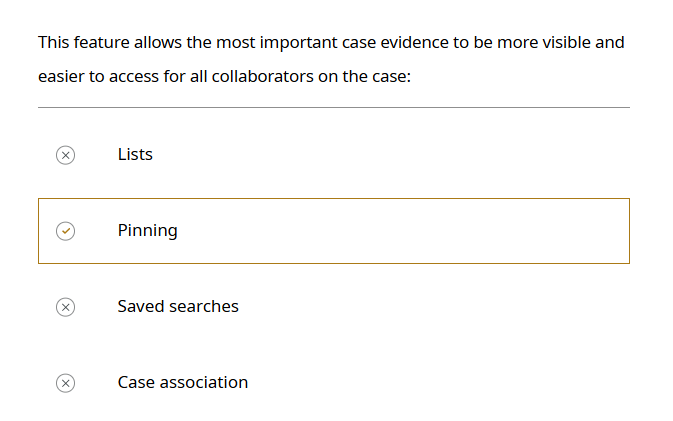 This feature allows the most important case evidence to be more visible and
easier to access for all collaborators on the case:
Lists
Pinning
Saved searches
Case association